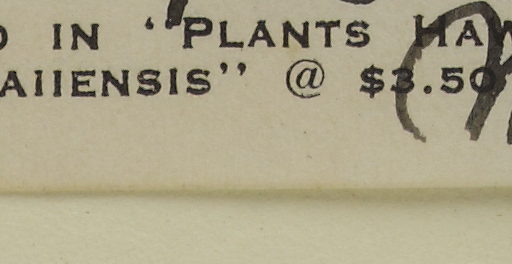 IN "PLANTS
AIIENSIS" @ $3.50